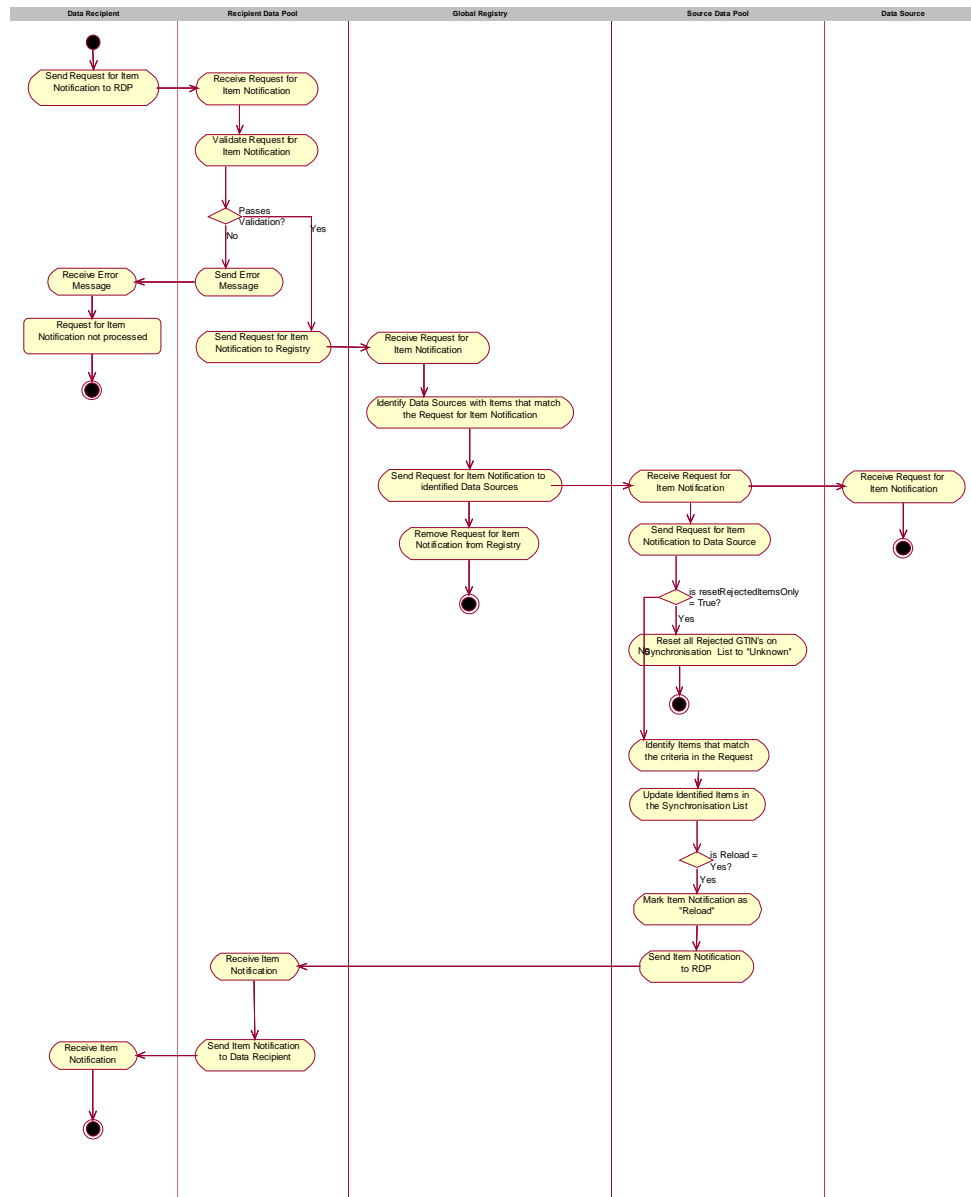 Data Recipient
Recipient Data Pool
Global Registry
Source Data Pool
Data Source
Send Request for Item
Notification to RDP
Receive Request for
Item Notification
Validate Request for
Item Notification
Passes
Validation?
Yes
No
Receive Error
Message
Send Error
Message
Request for Item
Notification not processed
Send Request for Item
Notification to Registry
Receive Request for
Item Notification
Identify Data Sources with Items that match
the Request for Item Notification
Send Request for Item Notification to
identified Data Sources
Receive Request for
Item Notification
Receive Request for
Item Notification
Remove Request for Item
Notification from Registry
Send Request for Item
Notification to Data Source
is resetRejectedItemsOnly
= True?
Yes
Reset all Rejected GTIN's on
Synchronisation List to "Unknown"
No
Identify Items that match
the criteria in the Request
Update Identified Items in
the Synchronisation List
is Reload =
Yes?
Yes
Mark Item Notification as
"Reload"
Receive Item
Notification
Send Item Notification
to RDP
Receive Item
Notification
Send Item Notification
to Data Recipient